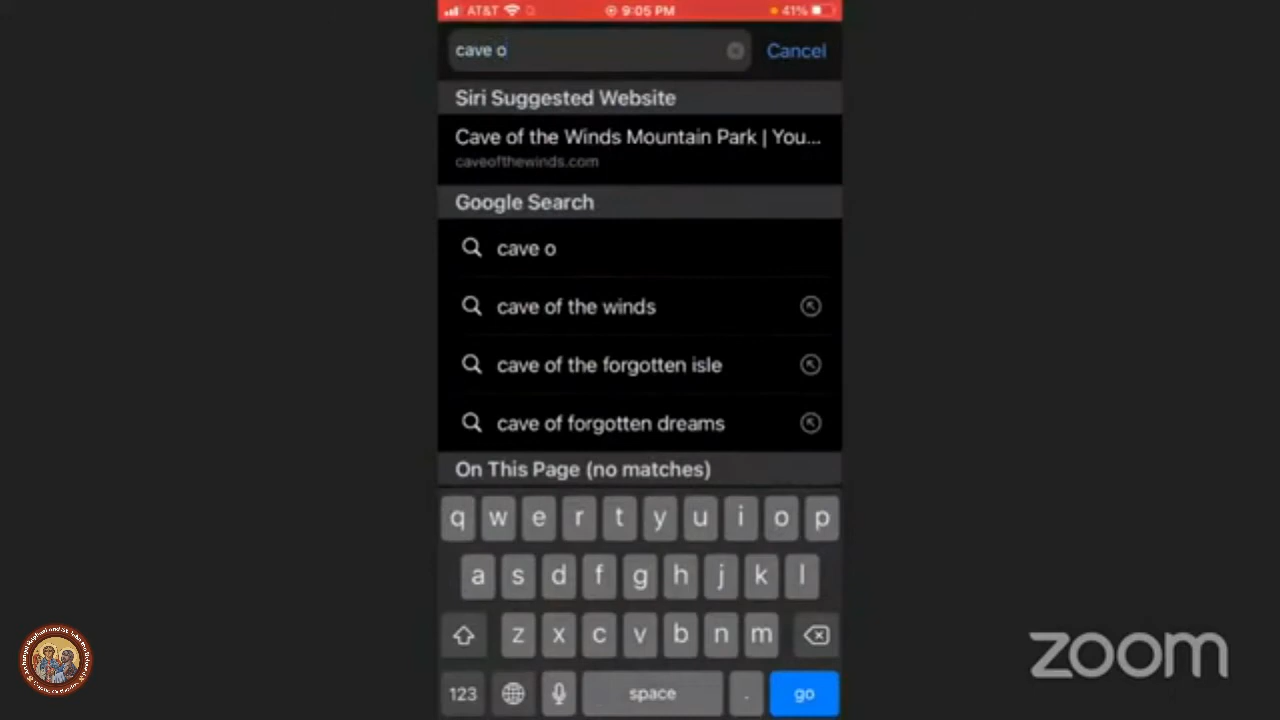 AT&T 9:05 PM 41%
cave o Cancel
Siri Suggested Website
Cave of the Winds Mountain Park | You...
caveofthewinds.com
Google Search
cave o
cave of the winds
cave of the forgotten isle
cave of forgotten dreams
On This Page (no matches)
q w e r t y u i o p
a s d f g h j k l
z x c v b n m
123 space . go
zoom